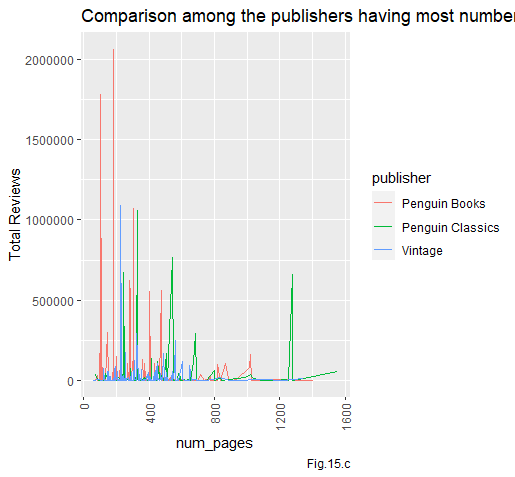 Comparison among the publishers having most number
2000000
1500000
1000000
500000
0
Total Reviews
0
400
800
1200
1600
num_pages
publisher
Penguin Books
Penguin Classics
Vintage
Fig.15.c